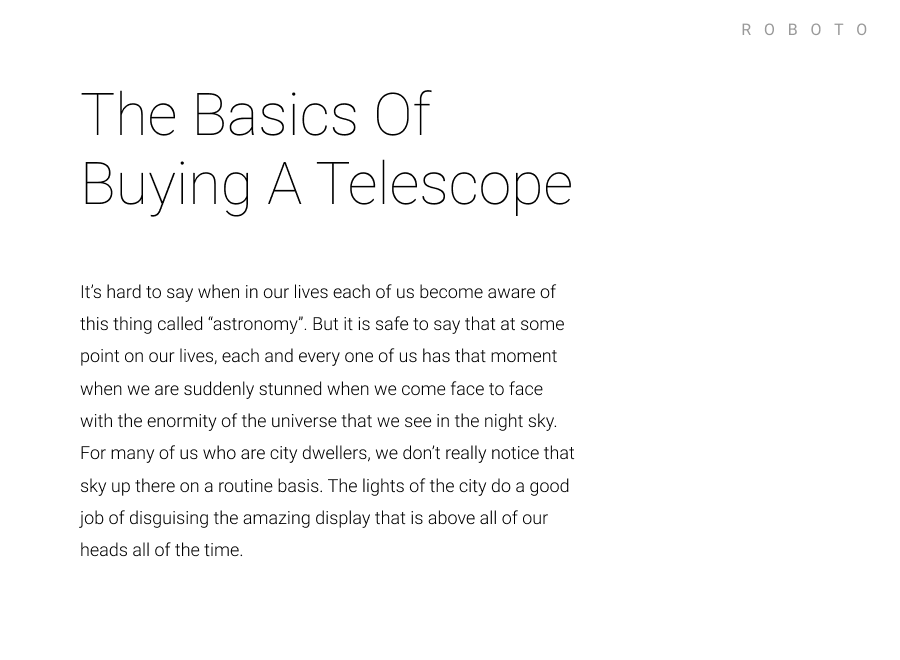 ROBOTO
The Basics Of
Buying A Telescope
It’s hard to say when in our lives each of us become aware of
this thing called “astronomy”. But it is safe to say that at some
point on our lives, each and every one of us has that moment
when we are suddenly stunned when we come face to face
with the enormity of the universe that we see in the night sky.
For many of us who are city dwellers, we don’t really notice that
sky up there on a routine basis. The lights of the city do a good
job of disguising the amazing display that is above all of our
heads all of the time.